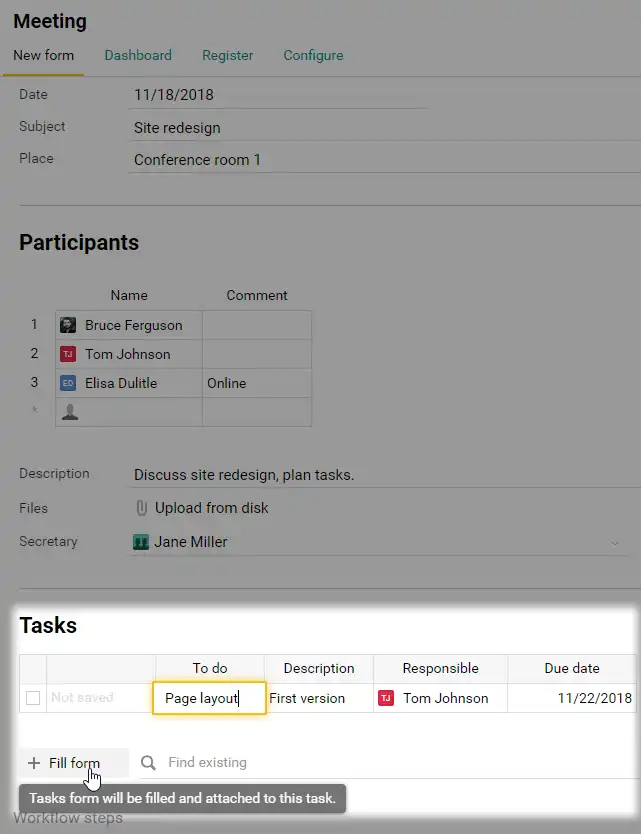 Meeting
New form Dashboard Register Configure
Date 11/18/2018
Subject Site redesign
Place Conference room 1
Participants
Name Comment
1 Bruce Ferguson
2 TJ Tom Johnson
3 ED Elisa Dulitle Online
*
Description Discuss site redesign, plan tasks.
Files Upload from disk
Secretary Jane Miller
Tasks
To do Description Responsible Due date
Not saved Page layout First version TJ Tom Johnson 11/22/2018
+ Fill form Find existing
Tasks form will be filled and attached to this task.
Workflow steps